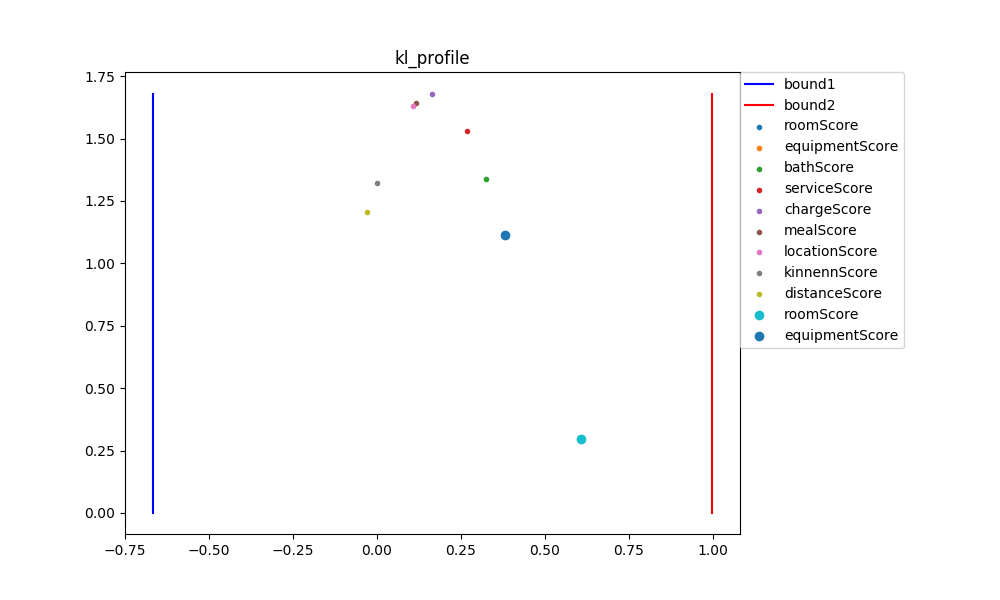 kl_profile
1.75
1.50
1.25
1.00
0.75
0.50
0.25
0.00
−0.75
−0.50
−0.25
0.00
0.25
0.50
0.75
1.00
bound1
bound2
roomScore
equipmentScore
bathScore
serviceScore
chargeScore
mealScore
locationScore
kinnennScore
distanceScore
roomScore
equipmentScore